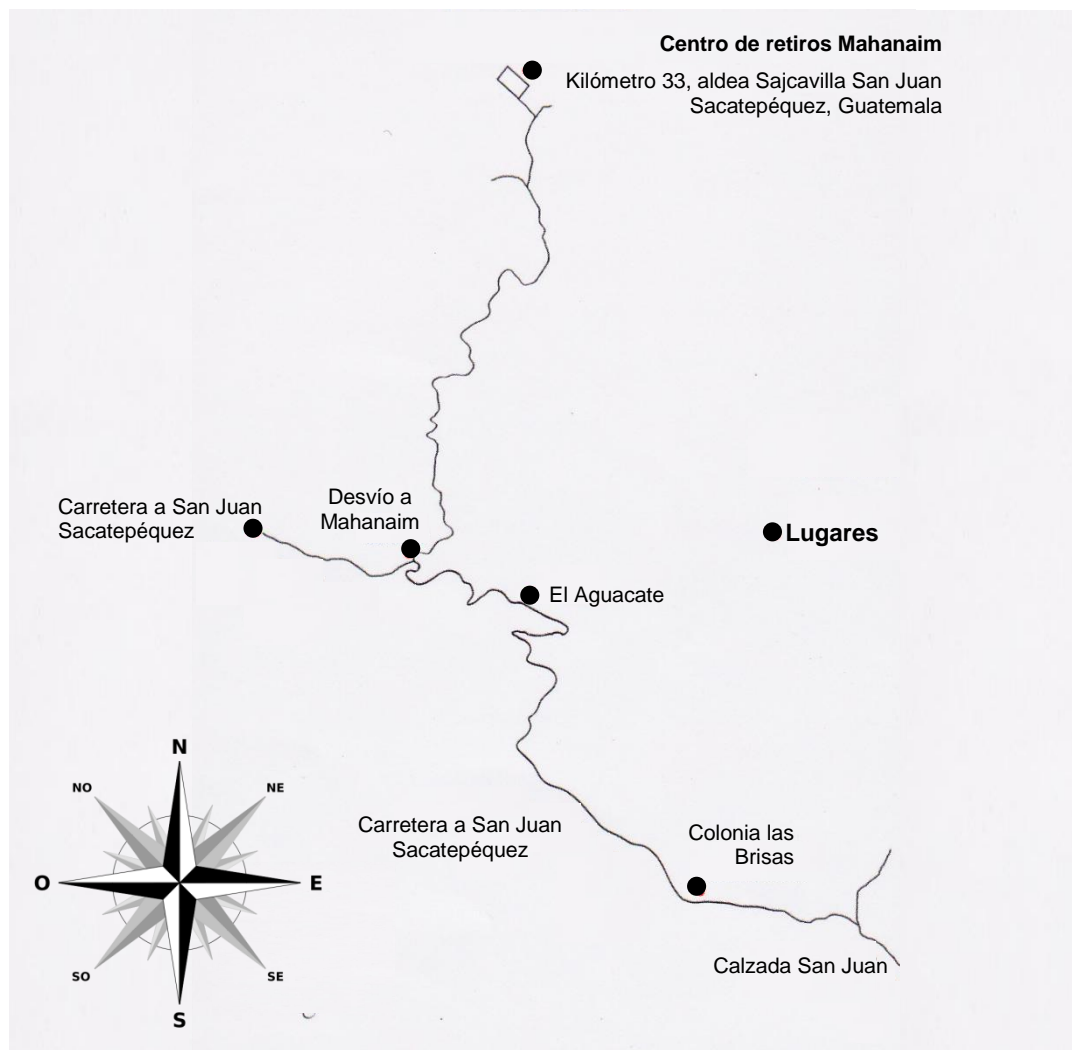 Centro de retiros Mahanaim
Kilómetro 33, aldea Sajcavilla San Juan
Sacatepéquez, Guatemala
Carretera a San Juan
Sacatepéquez
Desvío a
Mahanaim
Lugares
El Aguacate
N
NO
NE
O
E
SO
SE
S
Carretera a San Juan
Sacatepéquez
Colonia las
Brisas
Calzada San Juan